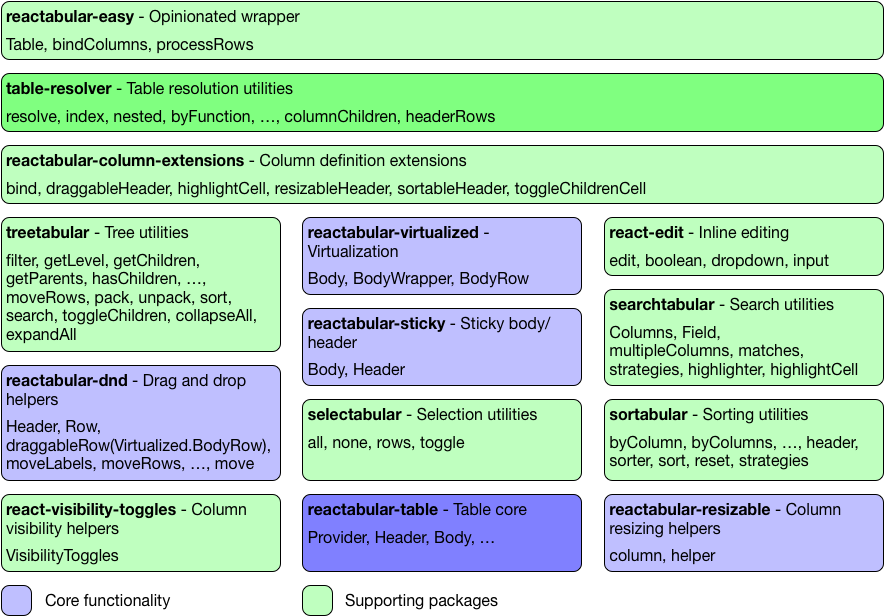 reactabular-easy - Opinionated wrapper
Table, bindColumns, processRows
table-resolver - Table resolution utilities
resolve, index, nested, byFunction, …, columnChildren, headerRows
reactabular-column-extensions - Column definition extensions
bind, draggableHeader, highlightCell, resizableHeader, sortableHeader, toggleChildrenCell
treetabular - Tree utilities
filter, getLevel, getChildren,
getParents, hasChildren, …,
moveRows, pack, unpack, sort,
search, toggleChildren, collapseAll,
expandAll
reactabular-dnd - Drag and drop
helpers
Header, Row,
draggableRow(Virtualized.BodyRow),
moveLabels, moveRows, …, move
react-visibility-toggles - Column
visibility helpers
VisibilityToggles
reactabular-virtualized -
Virtualization
Body, BodyWrapper, BodyRow
reactabular-sticky - Sticky body/
header
Body, Header
selectabular - Selection utilities
all, none, rows, toggle
reactabular-table - Table core
Provider, Header, Body, …
react-edit - Inline editing
edit, boolean, dropdown, input
searchtabular - Search utilities
Columns, Field,
multipleColumns, matches,
strategies, highlighter, highlightCell
sortabular - Sorting utilities
byColumn, byColumns, …, header,
sorter, sort, reset, strategies
reactabular-resizable - Column
resizing helpers
column, helper
Core functionality
Supporting packages